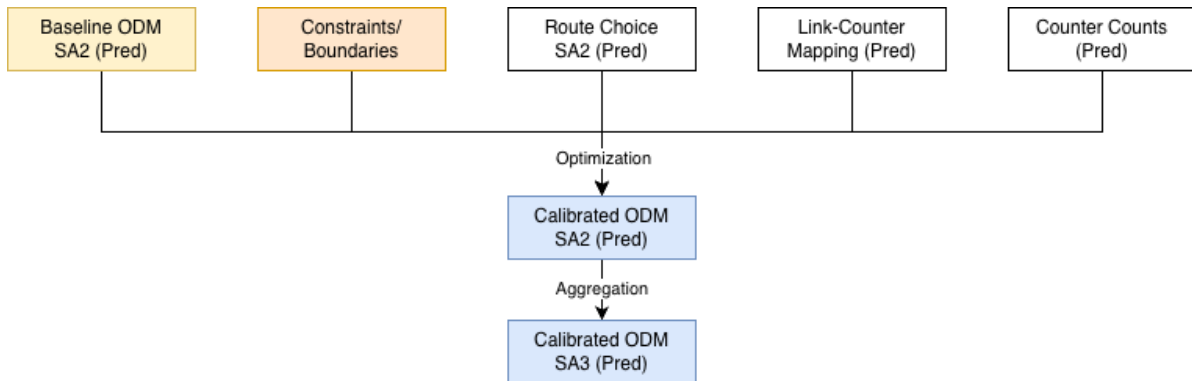 Baseline ODM
SA2 (Pred)
Constraints/
Boundaries
Route Choice
SA2 (Pred)
Link-Counter
Mapping (Pred)
Counter Counts
(Pred)
Optimization
Calibrated ODM
SA2 (Pred)
Aggregation
Calibrated ODM
SA3 (Pred)